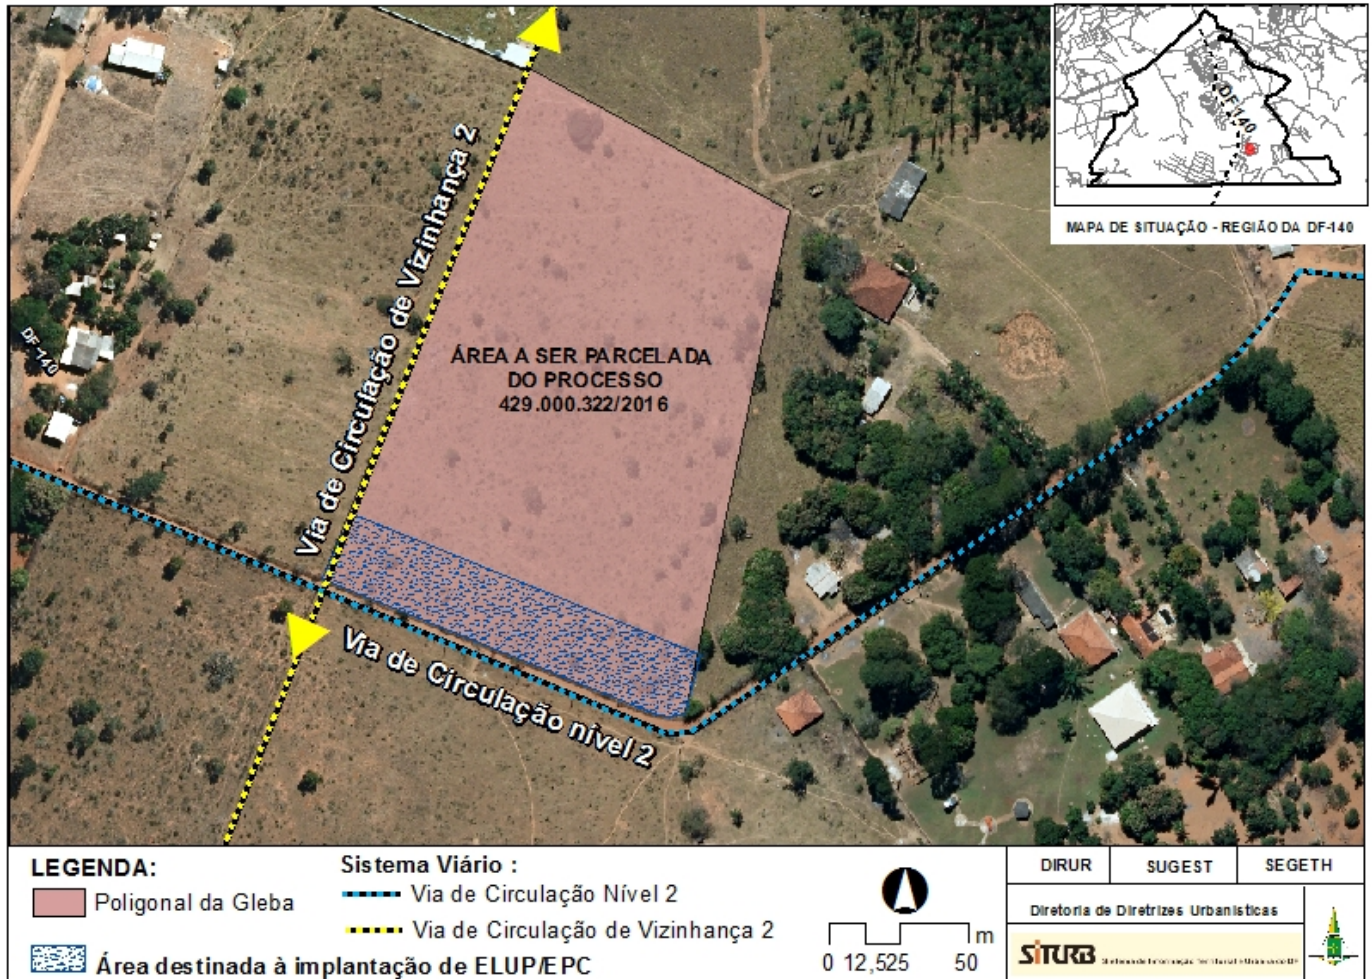 DF-140
MAPA DE SITUAÇÃO - REGIÃO DA DF-140
Via de Circulação de Vizinhança 2
ÁREA A SER PARCELADA
DO PROCESSO
429.000.322/2016
DF-140
Via de Circulação nível 2
LEGENDA:
Poligonal da Gleba
Área destinada à implantação de ELUP/EPC
Sistema Viário :
Via de Circulação Nível 2
Via de Circulação de Vizinhança 2
m
0 12,525 50
DIRUR SUGEST SEGETH
Diretoria de Diretrizes Urbanísticas
SITURB